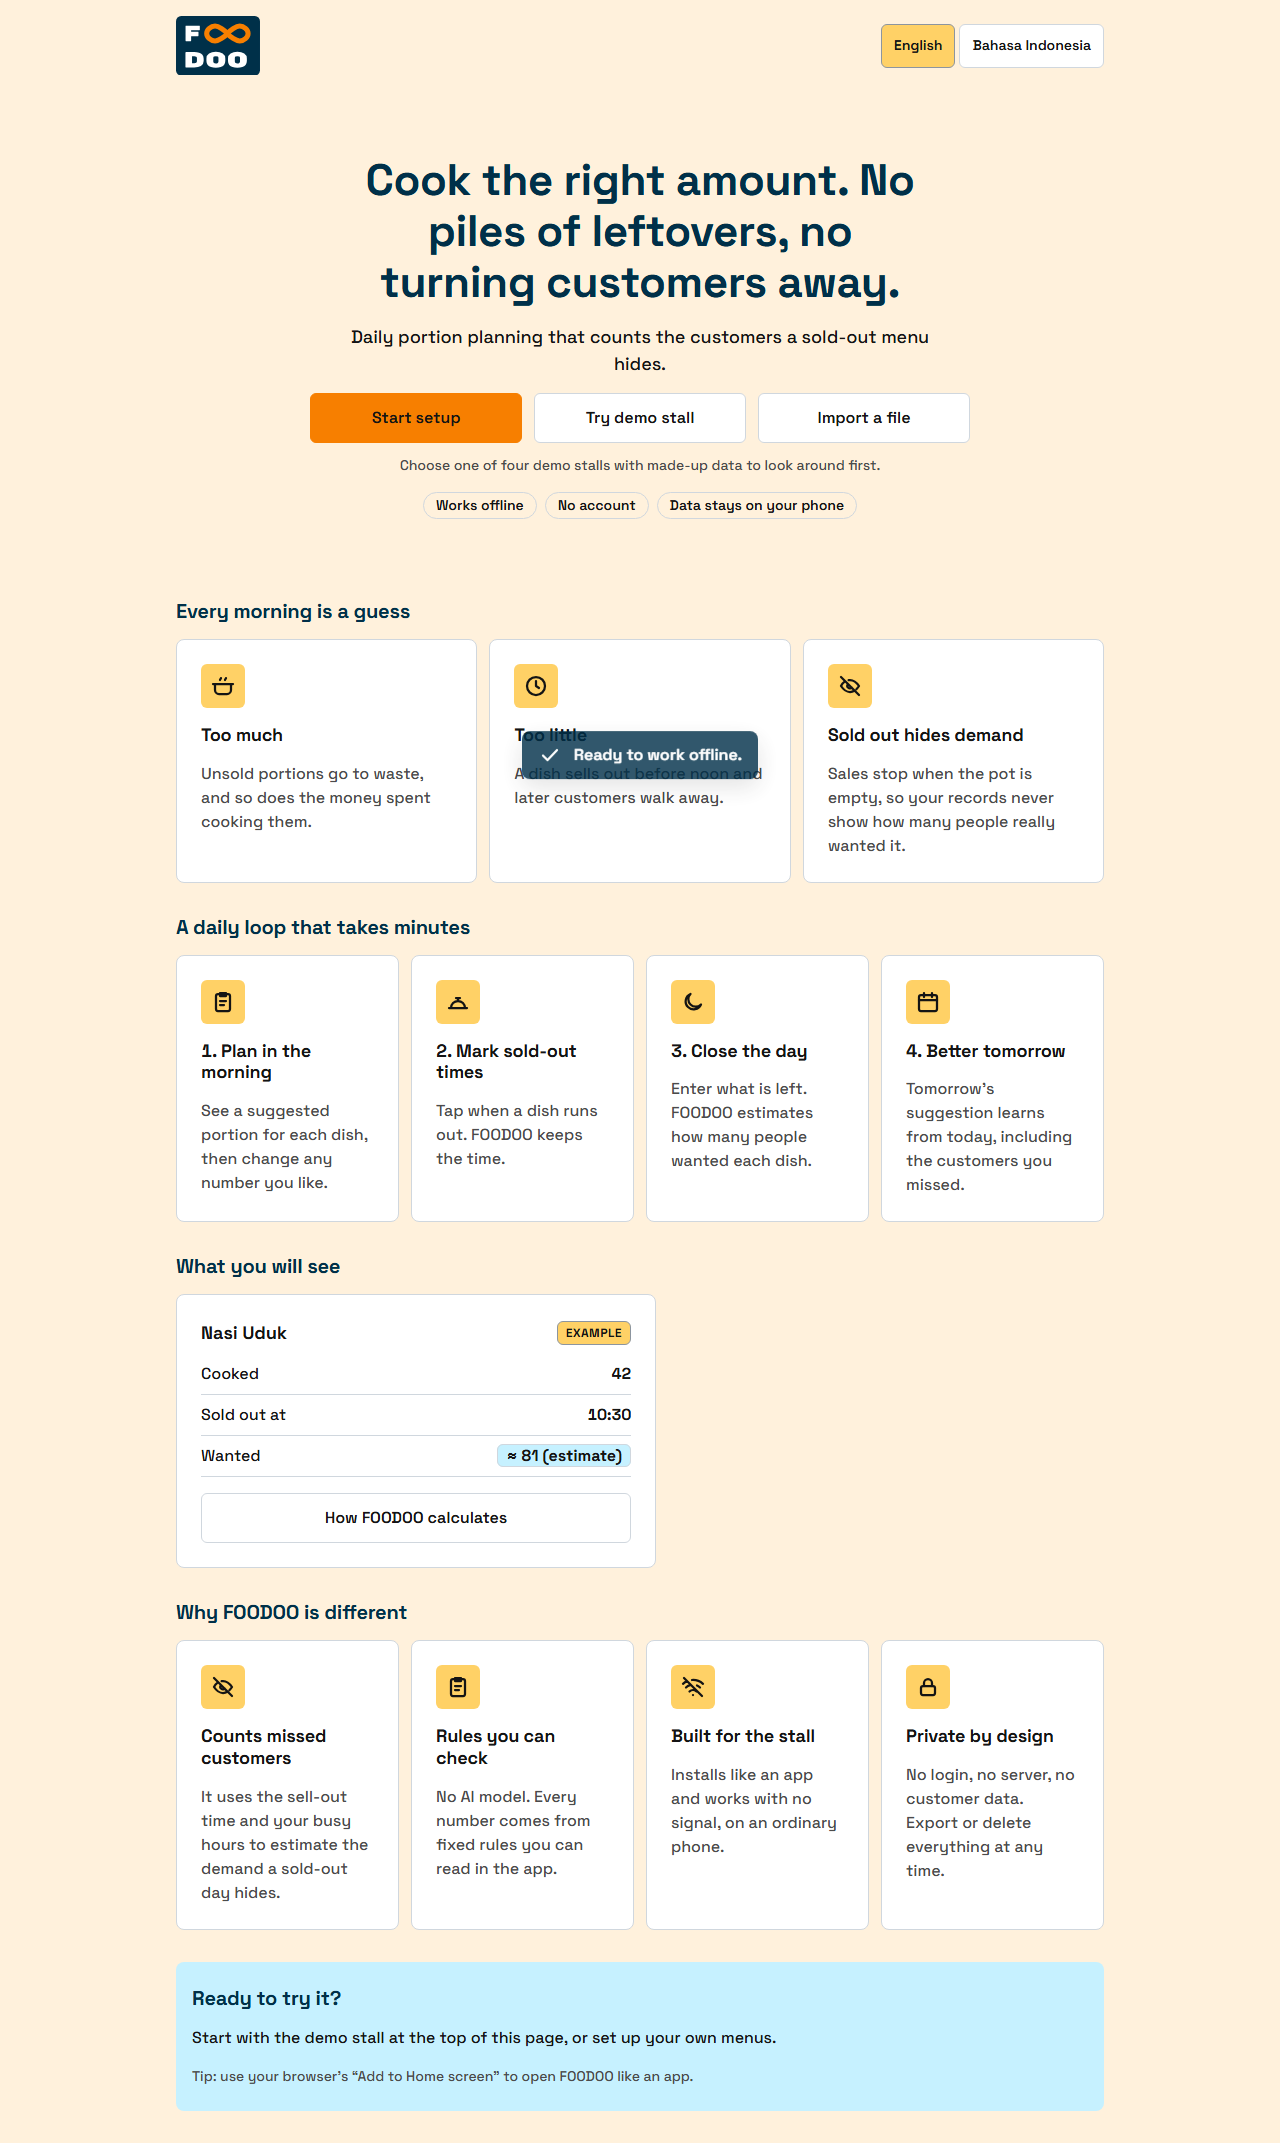 FOO
DOO
English
Bahasa Indonesia
Cook the right amount. No
piles of leftovers, no
turning customers away.
Daily portion planning that counts the customers a sold-out menu
hides.
Start setup
Try demo stall
Import a file
Choose one of four demo stalls with made-up data to look around first.
Works offline
No account
Data stays on your phone
Every morning is a guess
Too much
Unsold portions go to waste,
and so does the money spent
cooking them.
Too little
Ready to work offline.
A dish sells out before noon and
later customers walk away.
Sold out hides demand
Sales stop when the pot is
empty, so your records never
show how many people really
wanted it.
A daily loop that takes minutes
1. Plan in the
morning
See a suggested
portion for each dish,
then change any
number you like.
2. Mark sold-out
times
Tap when a dish runs
out. FOODOO keeps
the time.
3. Close the day
Enter what is left.
FOODOO estimates
how many people
wanted each dish.
4. Better tomorrow
Tomorrow's
suggestion learns
from today, including
the customers you
missed.
What you will see
Nasi Uduk
EXAMPLE
Cooked 42
Sold out at 10:30
Wanted ≈ 81 (estimate)
How FOODOO calculates
Why FOODOO is different
Counts missed
customers
It uses the sell-out
time and your busy
hours to estimate the
demand a sold-out
day hides.
Rules you can
check
No AI model. Every
number comes from
fixed rules you can
read in the app.
Built for the stall
Installs like an app
and works with no
signal, on an ordinary
phone.
Private by design
No login, no server, no
customer data.
Export or delete
everything at any
time.
Ready to try it?
Start with the demo stall at the top of this page, or set up your own menus.
Tip: use your browser's “Add to Home screen” to open FOODOO like an app.